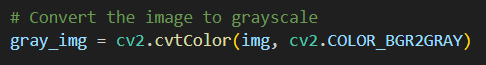 # Convert the image to grayscale
gray_img = cv2.cvtColor(img, cv2.COLOR_BGR2GRAY)